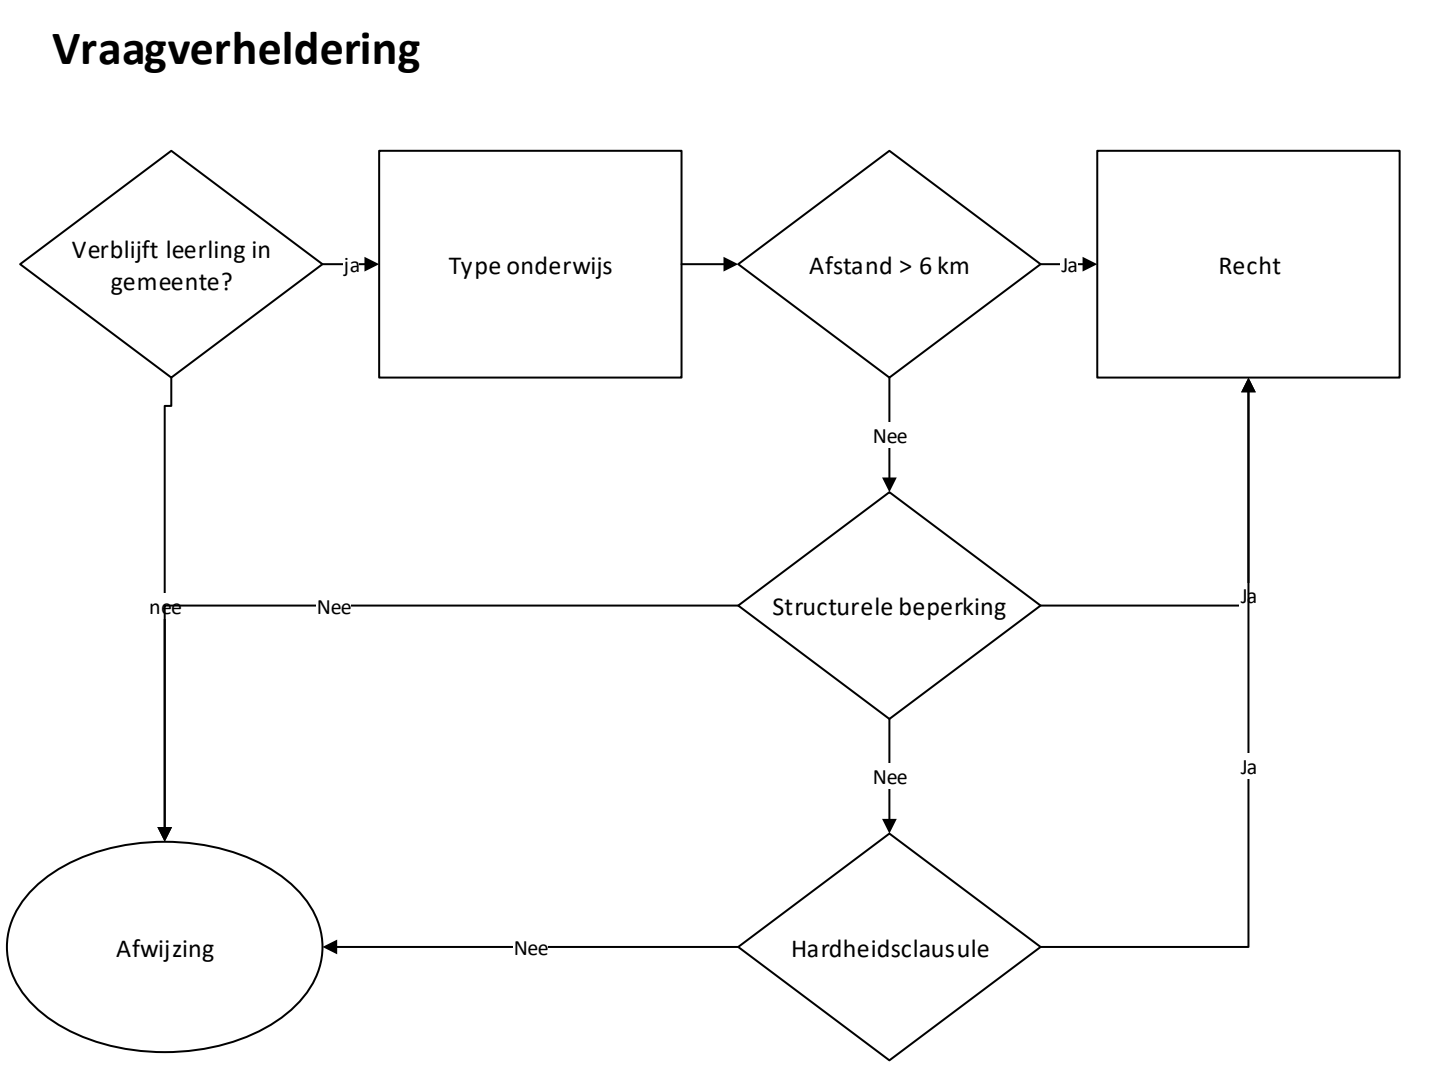 Vraagverheldering
Verblijft leerling in
gemeente?
ja
Type onderwijs
Afstand > 6 km
Ja
Recht
Nee
nee
Nee
Structurele beperking
Ja
Nee
Ja
Afwijzing
Nee
Hardheidsclausule